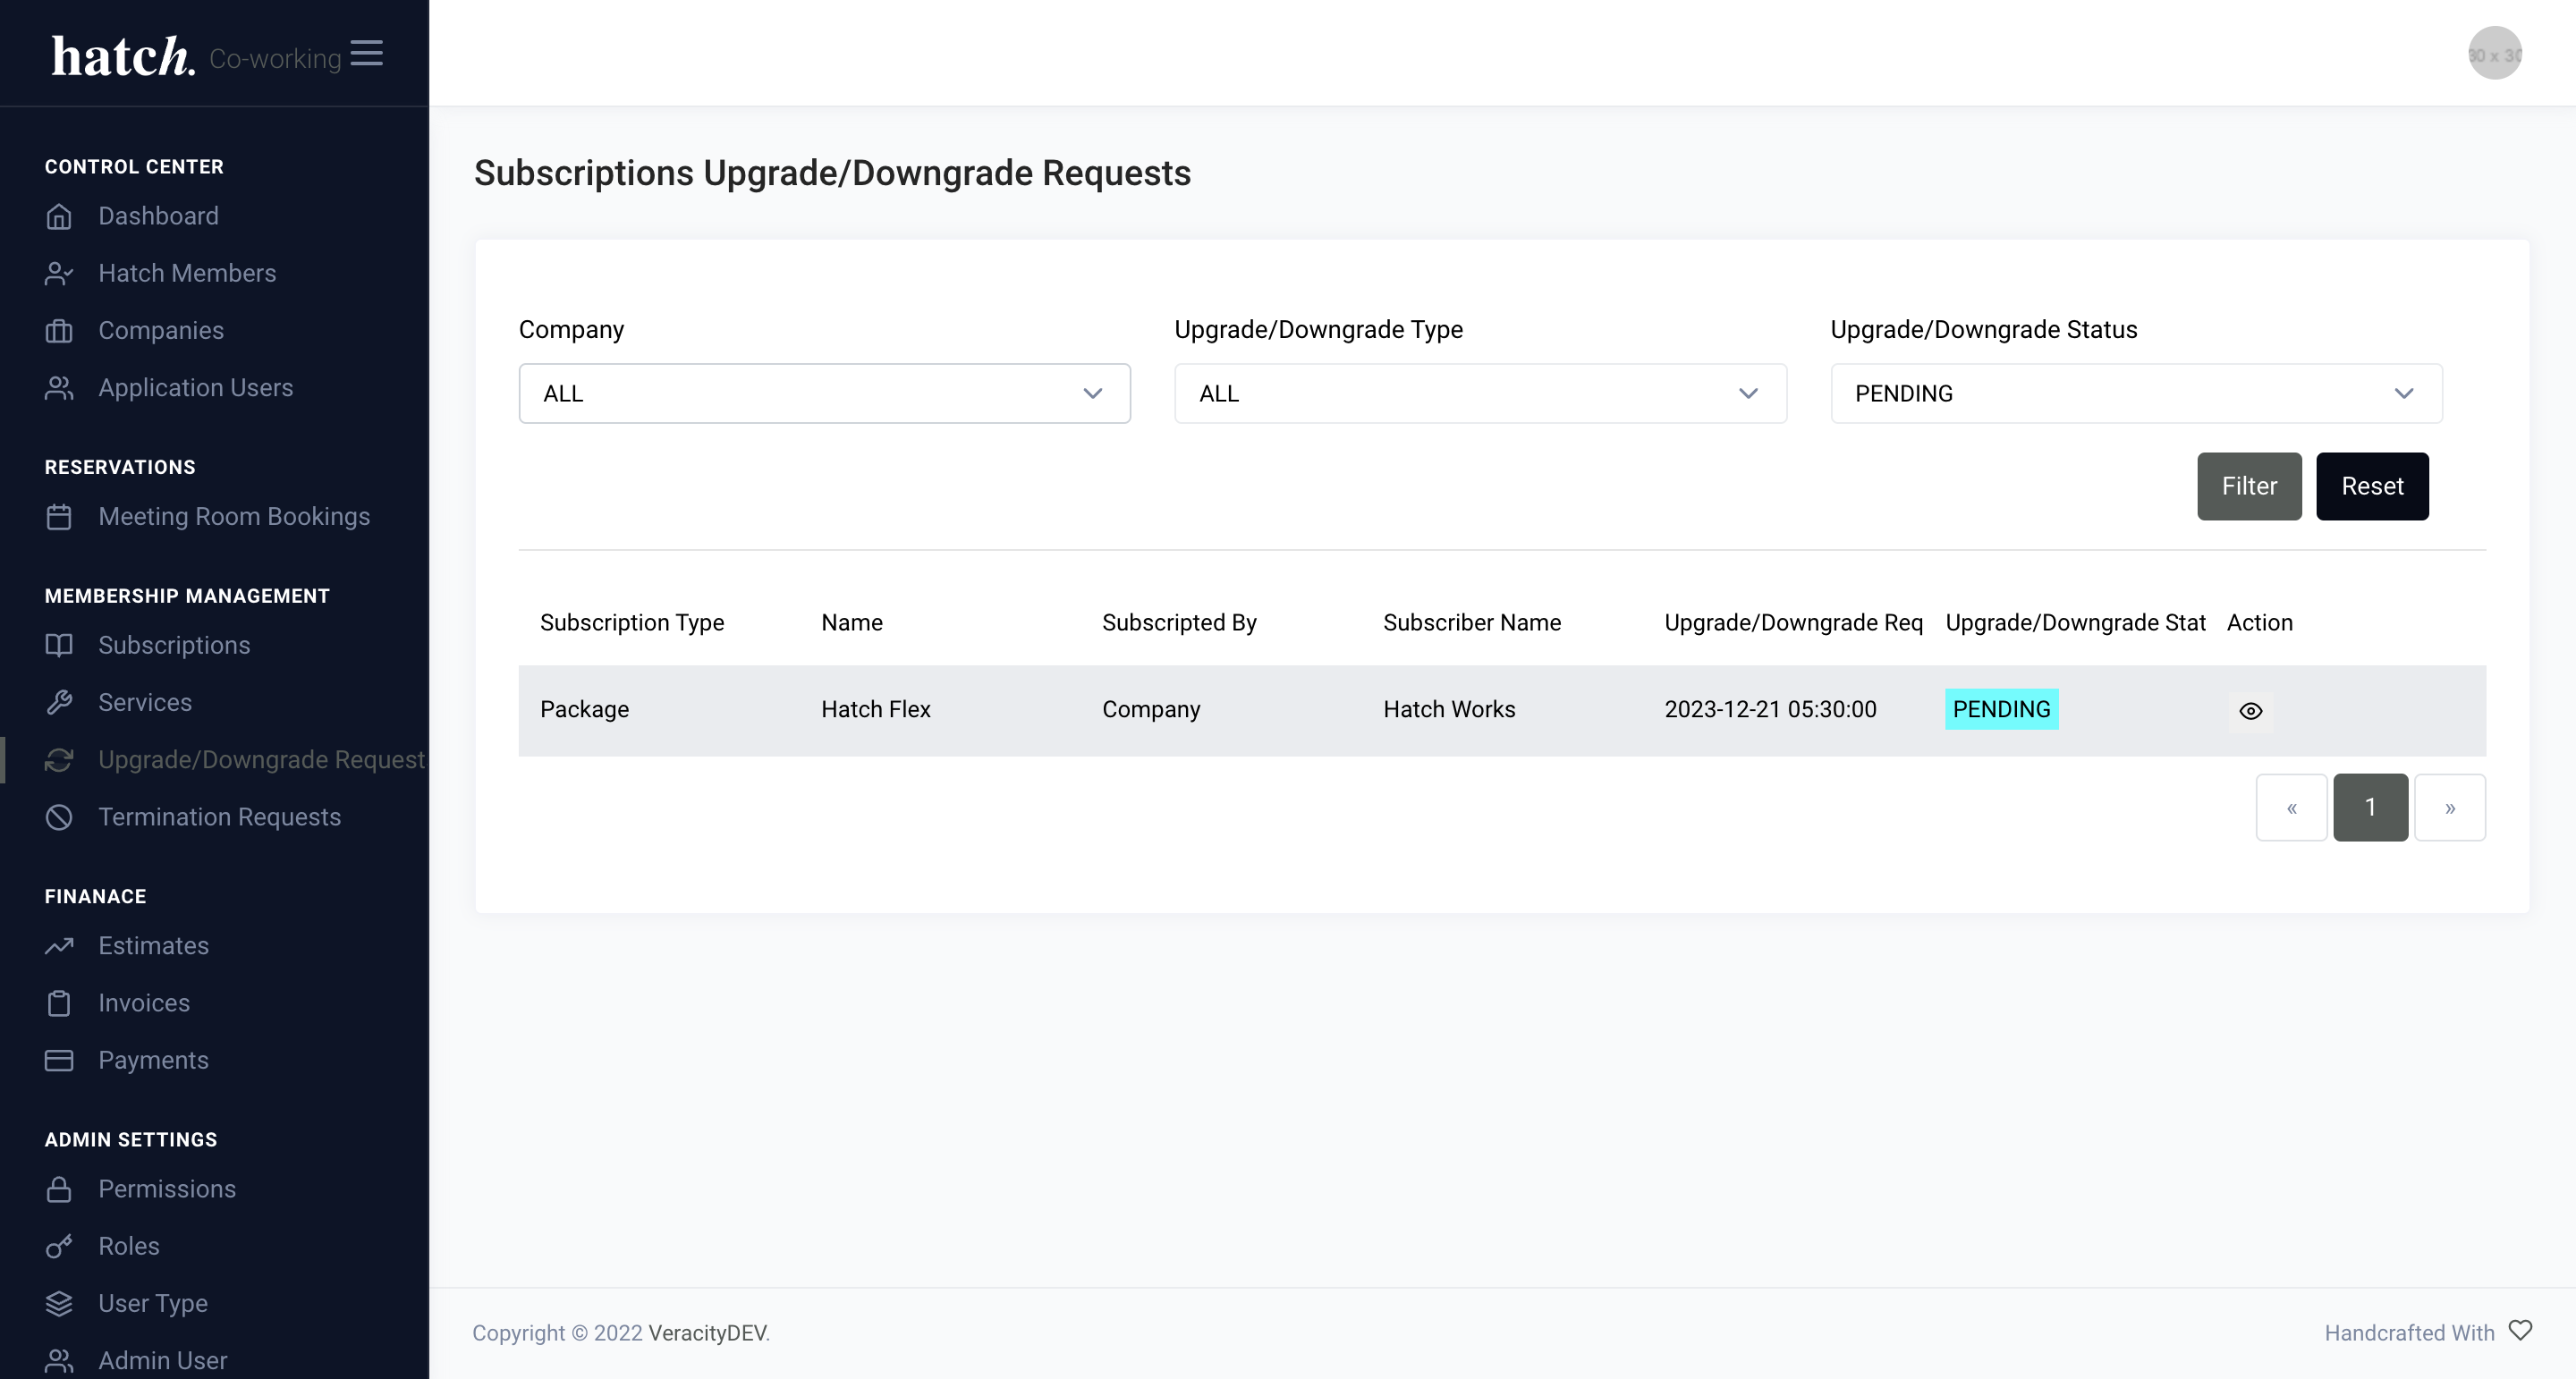 hatch. Co-working
30 x 30
CONTROL CENTER
Dashboard
Hatch Members
Companies
Application Users
RESERVATIONS
Meeting Room Bookings
MEMBERSHIP MANAGEMENT
Subscriptions
Services
Upgrade/Downgrade Request
Termination Requests
FINANACE
Estimates
Invoices
Payments
ADMIN SETTINGS
Permissions
Roles
User Type
Admin User
Subscriptions Upgrade/Downgrade Requests
Company Upgrade/Downgrade Type Upgrade/Downgrade Status
ALL ALL PENDING
Filter Reset
Subscription Type Name Subscripted By Subscriber Name Upgrade/Downgrade Req Upgrade/Downgrade Stat Action
Package Hatch Flex Company Hatch Works 2023-12-21 05:30:00 PENDING
« 1 »
Copyright © 2022 VeracityDEV. Handcrafted With